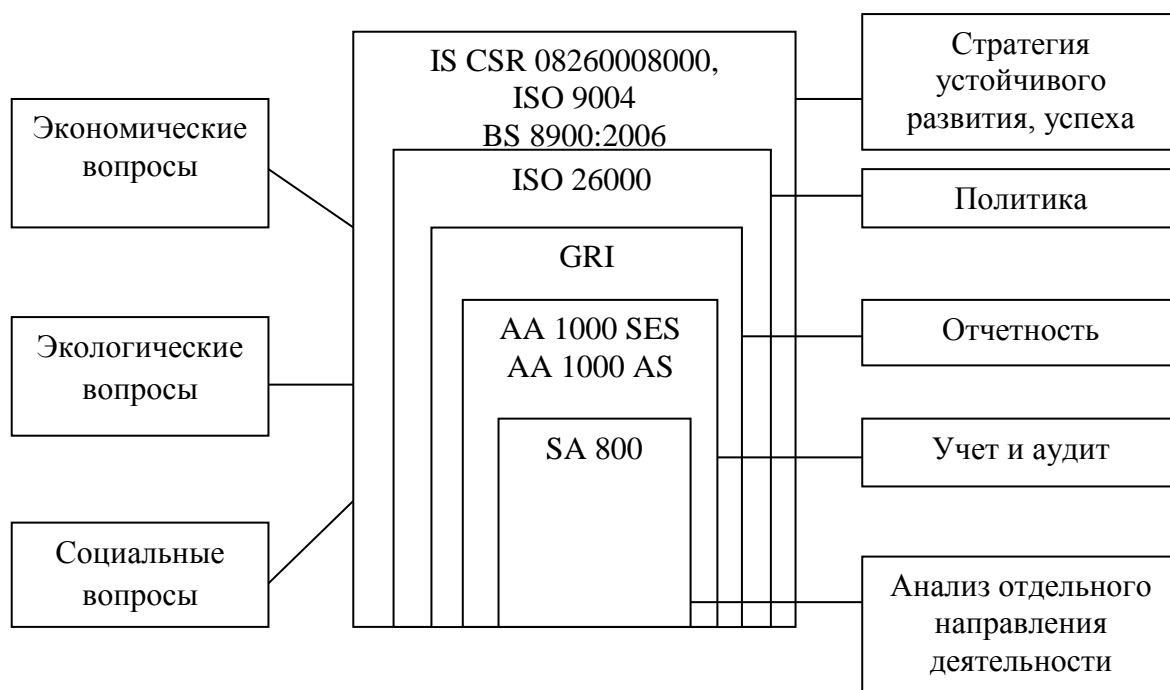 Экономические
вопросы
Экологические
вопросы
Социальные
вопросы
IS CSR 08260008000,
ISO 9004
BS 8900:2006
ISO 26000
GRI
AA 1000 SES
AA 1000 AS
SA 800
Стратегия
устойчивого
развития, успеха
Политика
Отчетность
Учет и аудит
Анализ отдельного
направления
деятельности